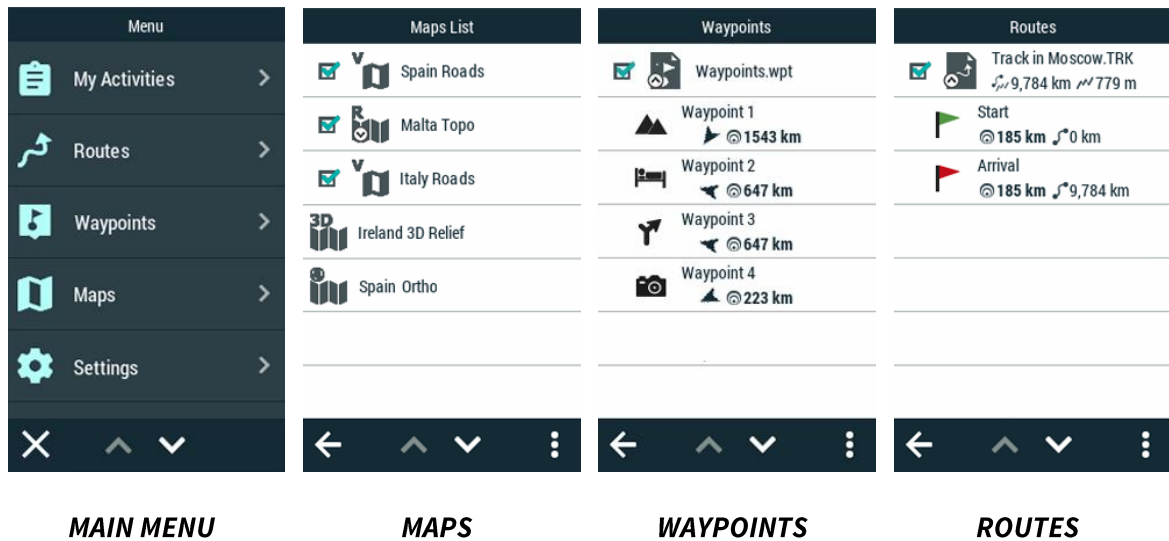 Menu
My Activities
Routes
Waypoints
Maps
Settings
MAIN MENU
Maps List
V
Spain Roads
R
Malta Topo
V
Italy Roads
3D
Ireland 3D Relief
Spain Ortho
MAPS
Waypoints
Waypoints.wpt
Waypoint 1
1543 km
Waypoint 2
647 km
Waypoint 3
647 km
Waypoint 4
223 km
WAYPOINTS
Routes
Track in Moscow.TRK
9,784 km 779 m
Start
185 km 0 km
Arrival
185 km 9,784 km
ROUTES